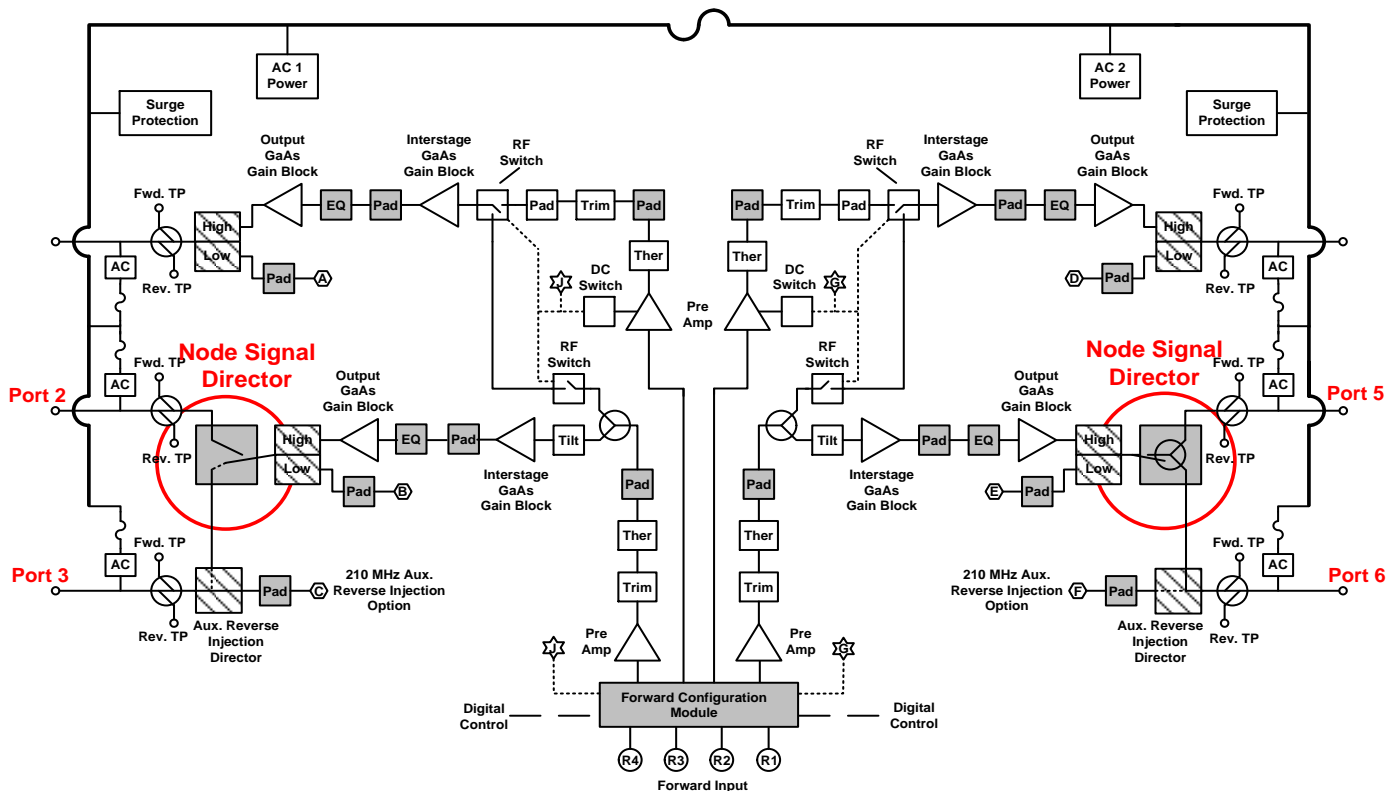 AC 1
Power
AC 2
Power
Surge
Protection
Surge
Protection
Output
GaAs
Gain Block
Interstage
GaAs
Gain Block
RF
Switch
RF
Switch
Interstage
GaAs
Gain Block
Output
GaAs
Gain Block
Fwd. TP
EQ
Pad
Pad
Trim
Pad
Pad
Trim
Pad
Pad
EQ
Fwd. TP
High
Low
High
Low
AC
Rev. TP
Pad
A
Ther
DC
Switch
J
Pre
Amp
Ther
DC
Switch
G
D
Pad
Rev. TP
AC
Node Signal
Director
Node Signal
Director
Fwd. TP
AC
Port 2
Rev. TP
Output
GaAs
Gain Block
RF
Switch
RF
Switch
Output
GaAs
Gain Block
Fwd. TP
AC
Port 5
Rev. TP
High
Low
EQ
Pad
Tilt
Tilt
Pad
EQ
High
Low
Pad
B
Interstage
GaAs
Gain Block
Pad
Pad
Interstage
GaAs
Gain Block
E
Pad
Ther
Ther
Trim
Trim
Fwd. TP
AC
Port 3
Rev. TP
Pad
C
210 MHz Aux.
Reverse Injection
Option
210 MHz Aux.
Reverse Injection
Option
F
Pad
Fwd. TP
AC
Port 6
Rev. TP
Aux. Reverse
Injection
Director
Aux. Reverse
Injection
Director
J
Pre
Amp
Pre
Amp
G
Forward Configuration
Module
Digital
Control
Digital
Control
R4
R3
R2
R1
Forward Input